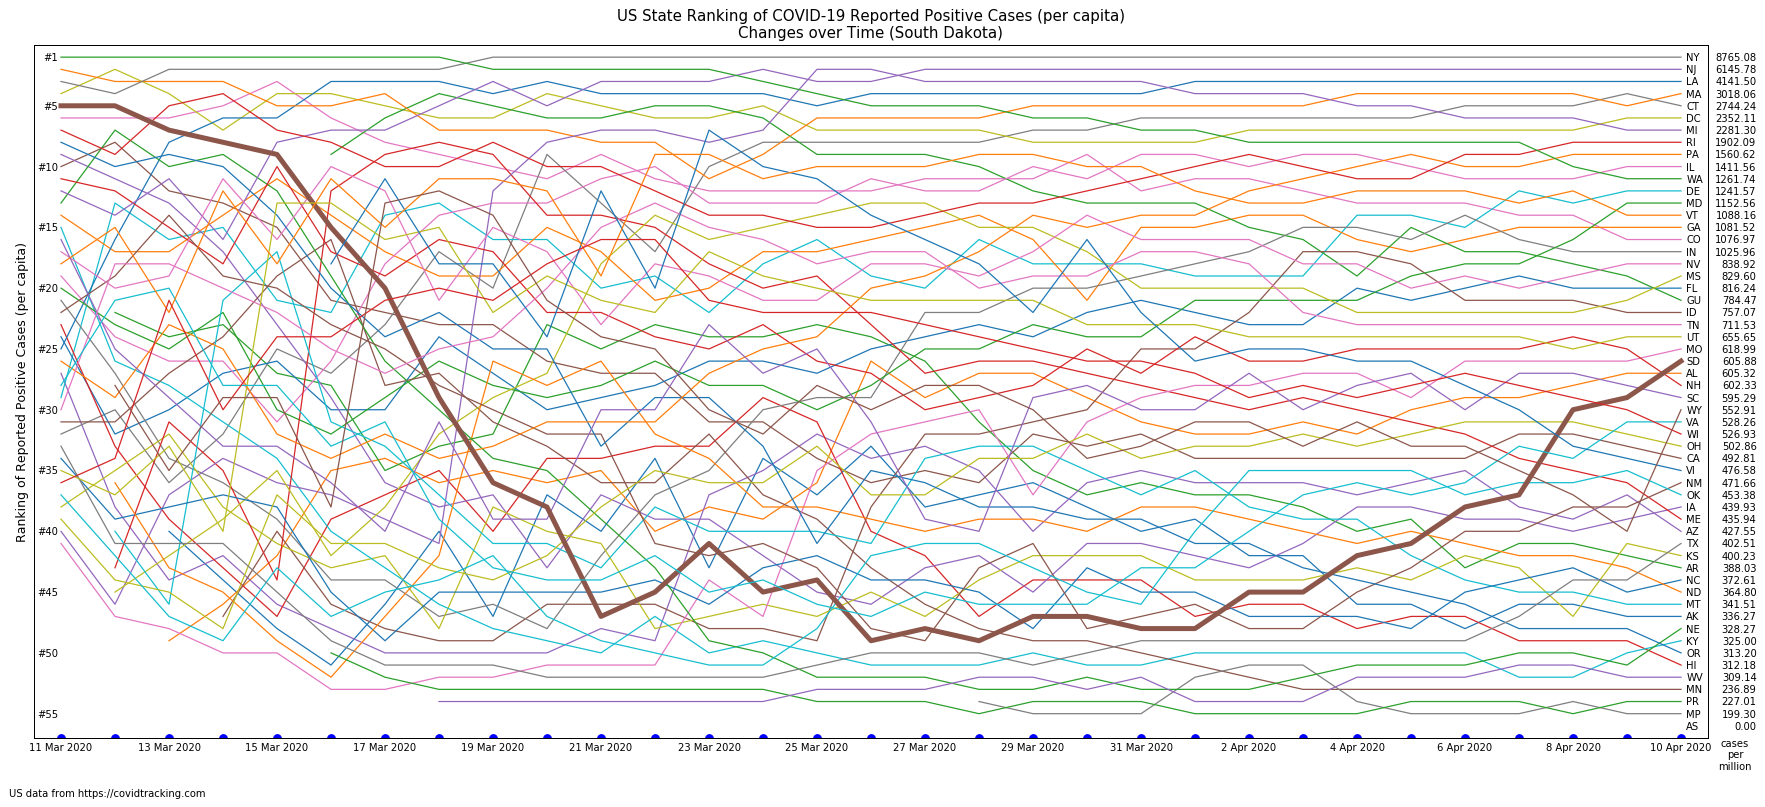 US State Ranking of COVID-19 Reported Positive Cases (per capita)
Changes over Time (South Dakota)
Ranking of Reported Positive Cases (per capita)
#1
#5
#10
#15
#20
#25
#30
#35
#40
#45
#50
#55
NY 8765.08
NJ 6145.78
LA 4141.50
MA 3018.06
CT 2744.24
DC 2352.11
MI 2281.30
RI 1902.09
PA 1560.62
IL 1411.56
WA 1261.74
DE 1241.57
MD 1152.56
VT 1088.16
GA 1081.52
CO 1076.97
IN 1025.96
NV 838.92
MS 829.60
FL 816.24
GU 784.47
ID 757.07
TN 711.53
UT 655.65
MO 618.99
SD 605.88
AL 605.32
NH 602.33
SC 595.29
WY 552.91
VA 528.26
WI 526.93
OH 502.86
CA 492.81
VI 476.58
NM 471.66
OK 453.38
IA 439.93
ME 435.94
AZ 427.55
TX 402.51
KS 400.23
AR 388.03
NC 372.61
ND 364.80
MT 341.51
AK 336.27
NE 328.27
KY 325.00
OR 313.20
HI 312.18
WV 309.14
MN 236.89
PR 227.01
MP 199.30
AS 0.00
11 Mar 2020 13 Mar 2020 15 Mar 2020 17 Mar 2020 19 Mar 2020 21 Mar 2020 23 Mar 2020 25 Mar 2020 27 Mar 2020 29 Mar 2020 31 Mar 2020 2 Apr 2020 4 Apr 2020 6 Apr 2020 8 Apr 2020 10 Apr 2020
cases
per
million
US data from https://covidtracking.com